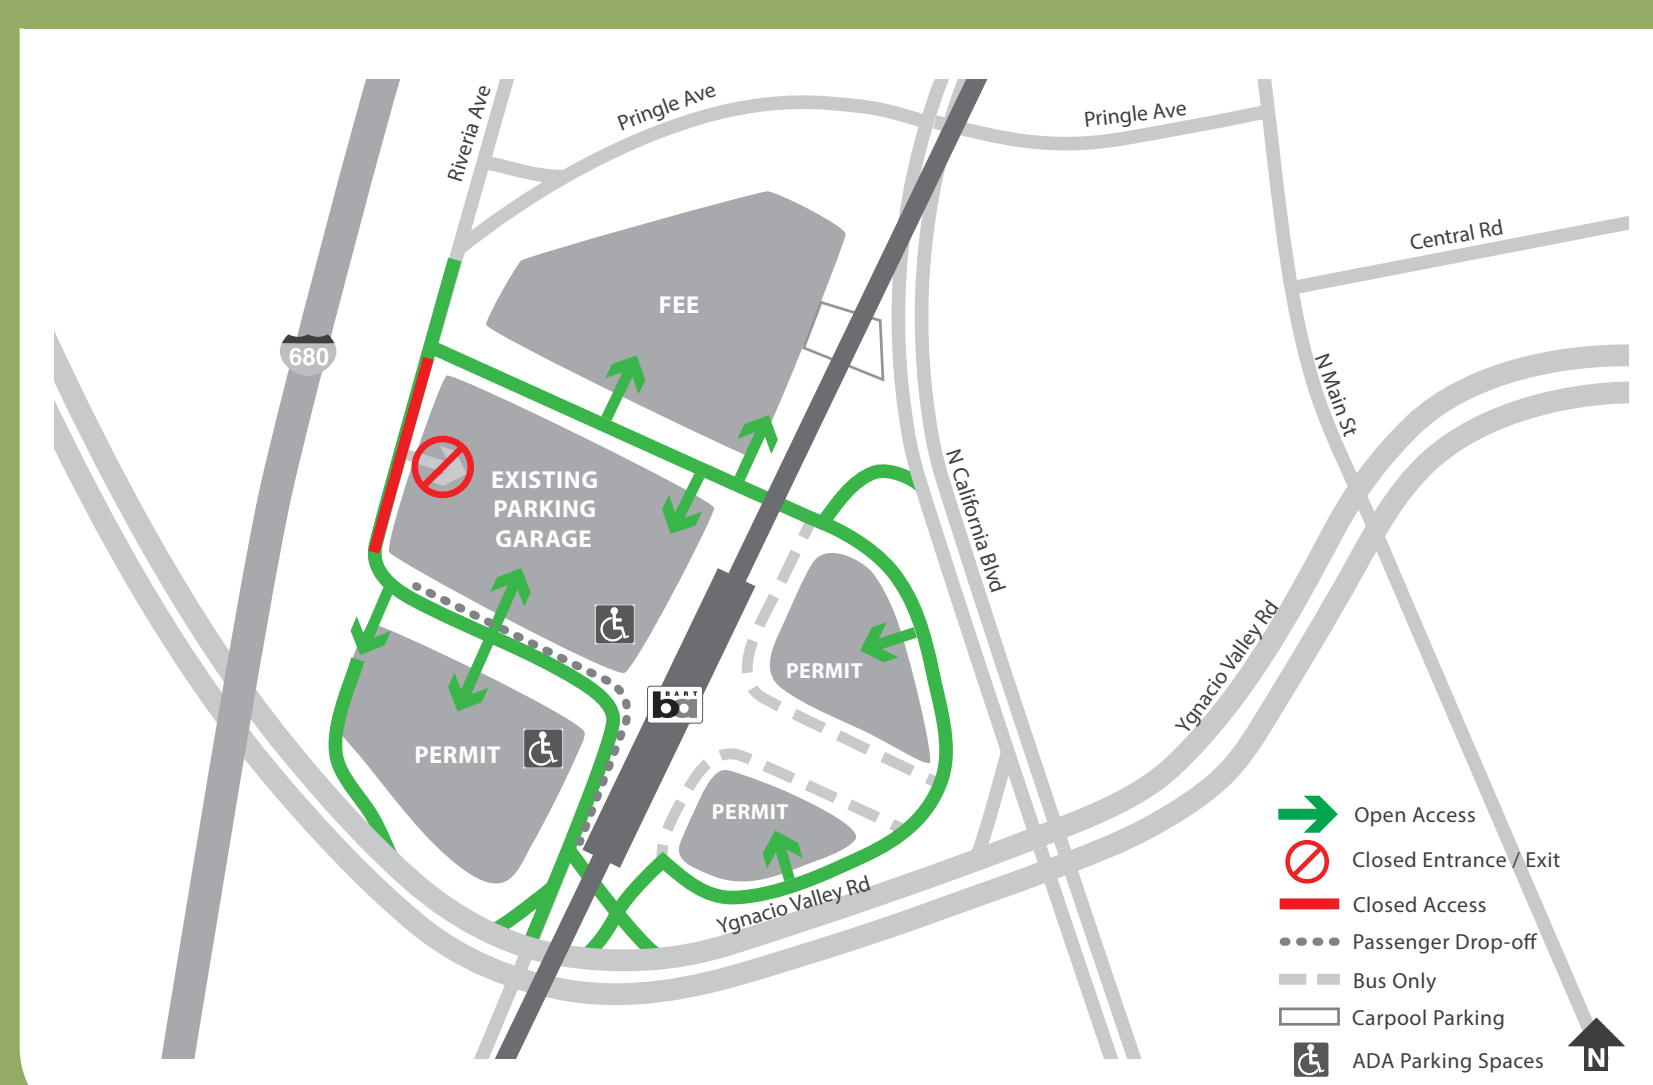 Riveria Ave
Pringle Ave
Pringle Ave
Central Rd
FEE
680
N Main St
EXISTING
PARKING
GARAGE
N California Blvd
PERMIT
BART
ba
Ygnacio Valley Rd
PERMIT
PERMIT
Ygnacio Valley Rd
Open Access
Closed Entrance / Exit
Closed Access
Passenger Drop-off
Bus Only
Carpool Parking
ADA Parking Spaces
N